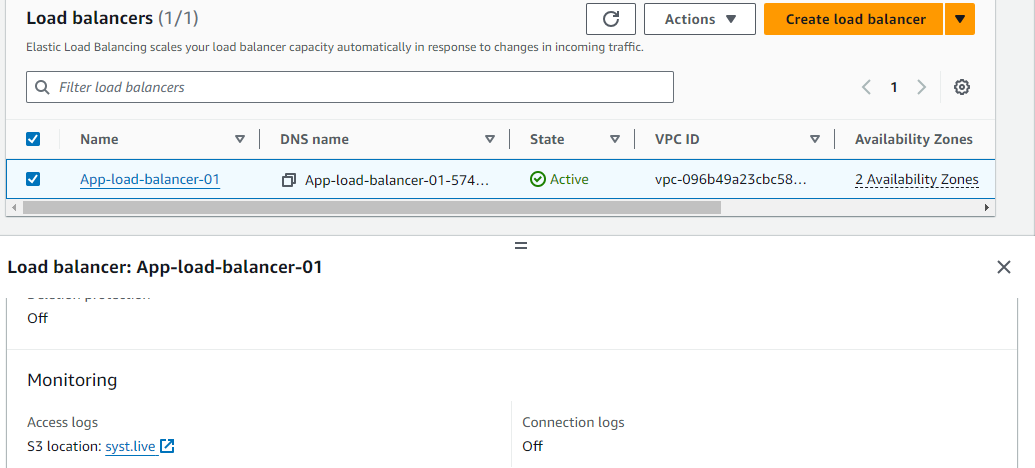 Load balancers (1/1)
Actions
Create load balancer
Elastic Load Balancing scales your load balancer capacity automatically in response to changes in incoming traffic.
Filter load balancers
1
Name DNS name State VPC ID Availability Zones
App-load-balancer-01 App-load-balancer-01-574... Active vpc-096b49a23cbc58... 2 Availability Zones
Load balancer: App-load-balancer-01
Deletion protection
Off
Monitoring
Access logs
S3 location: syst.live
Connection logs
Off